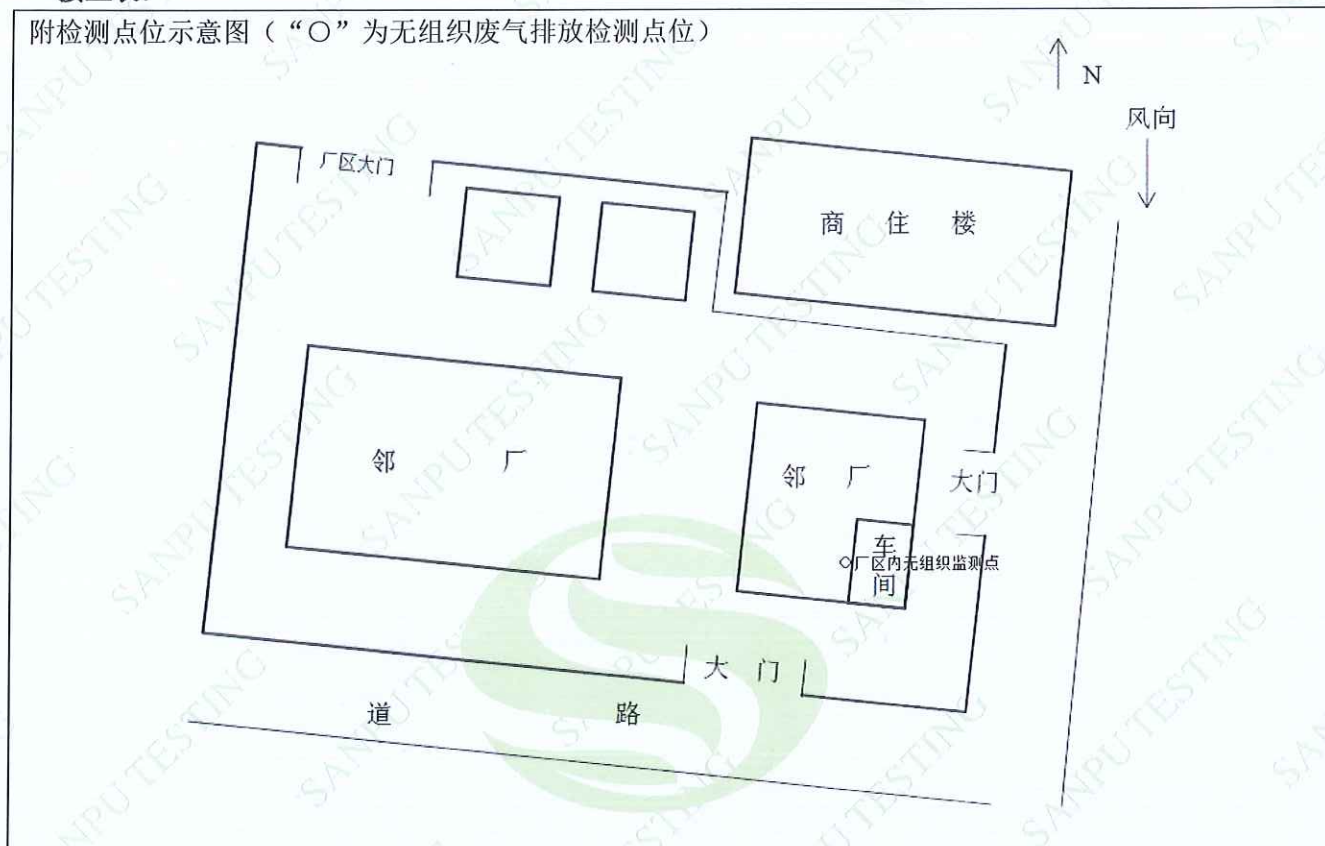 附检测点位示意图（“○”为无组织废气排放检测点位）
N
风向
厂区大门
商 住 楼
邻 厂
邻 厂
大门
车
○厂区内无组织监测点
间
大 门
道 路
SANPU TESTING